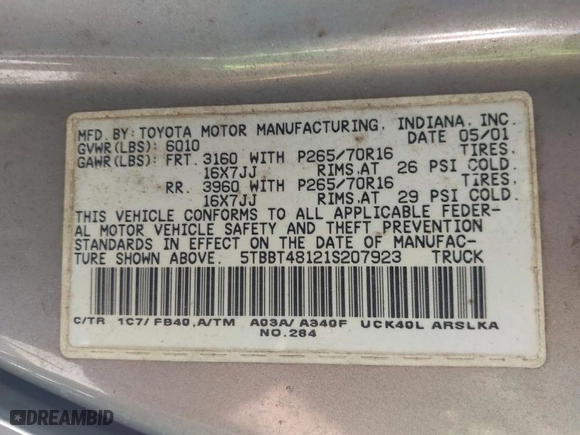 MFD. BY: TOYOTA MOTOR MANUFACTURING, INDIANA, INC.
GVWR(LBS): 6010 DATE 05/01
GAWR(LBS): FRT. 3160 WITH P265/70R16 TIRES.
16X7JJ RIMS.AT 26 PSI COLD.
RR. 3960 WITH P265/70R16 TIRES.
16X7JJ RIMS.AT 29 PSI COLD.
THIS VEHICLE CONFORMS TO ALL APPLICABLE FEDER-
AL MOTOR VEHICLE SAFETY AND THEFT PREVENTION
STANDARDS IN EFFECT ON THE DATE OF MANUFAC-
TURE SHOWN ABOVE. 5TBBT48121S207923 TRUCK
C/TR 1C7/ FB40,A/TM A03A/ A340F UCK40L ARSLKA
NO.284
DREAMBID